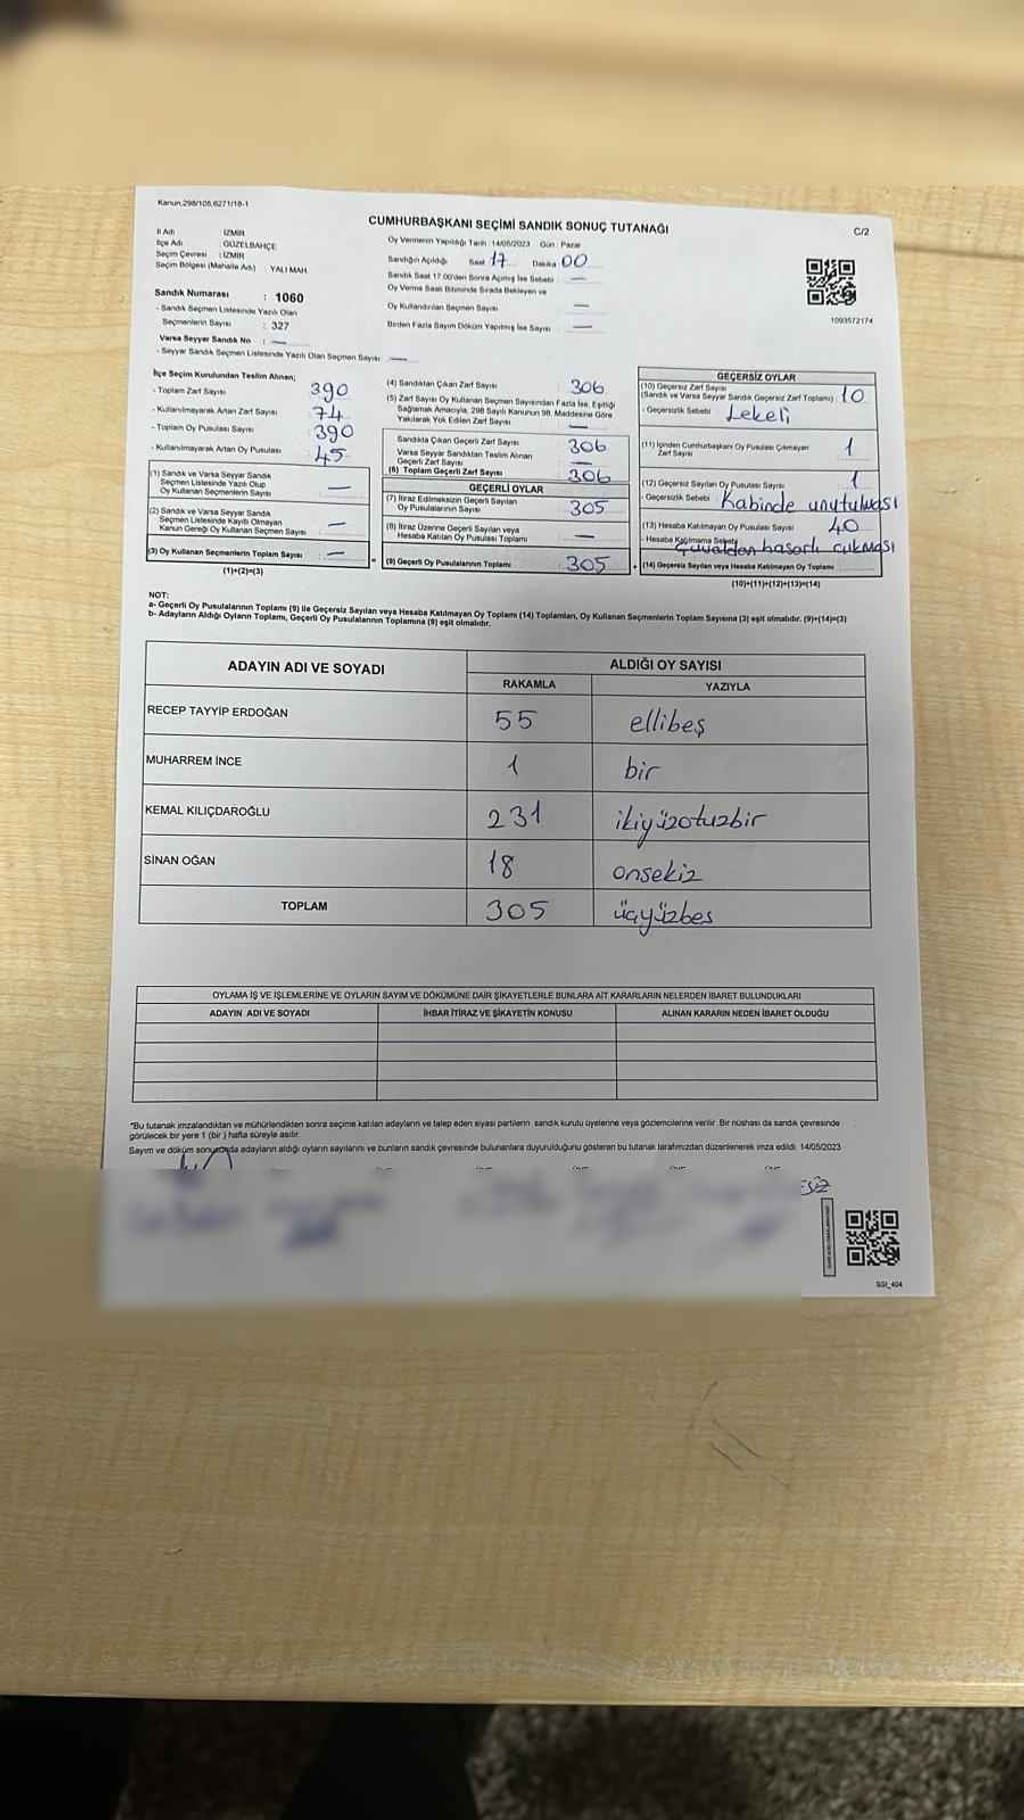 Kanun,298/105,6271/18-1
CUMHURBAŞKANI SEÇİMİ SANDIK SONUÇ TUTANAĞI
C/2
İl Adı : İZMİR
İlçe Adı : GÜZELBAHÇE
Seçim Çevresi : İZMİR
Seçim Bölgesi (Mahalle Adı) YALI MAH.
Sandık Numarası : 1060
- Sandık Seçmen Listesinde Yazılı Olan
Seçmenlerin Sayısı : 327
Varsa Seyyar Sandık No : —
- Seyyar Sandık Seçmen Listesinde Yazılı Olan Seçmen Sayısı —
Oy Vermenin Yapıldığı Tarih : 14/05/2023 Gün : Pazar
Sandığın Açıldığı Saat 17 Dakika 00
Sandık Saat 17.00'den Sonra Açılmış İse Sebebi —
Oy Verme Saati Bitiminde Sırada Bekleyen ve
Oy Kullandırılan Seçmen Sayısı —
Birden Fazla Sayım Döküm Yapılmış İse Sayısı —
1093572174
İlçe Seçim Kurulundan Teslim Alınan;
- Toplam Zarf Sayısı 390
- Kullanılmayarak Artan Zarf Sayısı 74
- Toplam Oy Pusulası Sayısı 390
- Kullanılmayarak Artan Oy Pusulası 45
(1) Sandık ve Varsa Seyyar Sandık
Seçmen Listesinde Yazılı Olup
Oy Kullanan Seçmenlerin Sayısı —
(2) Sandık ve Varsa Seyyar Sandık
Seçmen Listesinde Kayıtlı Olmayan
Kanun Gereği Oy Kullanan Seçmen Sayısı —
(3) Oy Kullanan Seçmenlerin Toplam Sayısı —
(1)+(2)=(3)
(4) Sandıktan Çıkan Zarf Sayısı 306
(5) Zarf Sayısı Oy Kullanan Seçmen Sayısından Fazla İse, Eşitliği
Sağlamak Amacıyla, 298 Sayılı Kanunun 98. Maddesine Göre
Yakılarak Yok Edilen Zarf Sayısı —
Sandıkta Çıkan Geçerli Zarf Sayısı 306
Varsa Seyyar Sandıktan Teslim Alınan
Geçerli Zarf Sayısı —
(6) Toplam Geçerli Zarf Sayısı 306
GEÇERLİ OYLAR
(7) İtiraz Edilmeksizin Geçerli Sayılan
Oy Pusulalarının Sayısı 305
(8) İtiraz Üzerine Geçerli Sayılan veya
Hesaba Katılan Oy Pusulası Toplamı —
= (9) Geçerli Oy Pusulalarının Toplamı 305
GEÇERSİZ OYLAR
(10) Geçersiz Zarf Sayısı
(Sandık ve Varsa Seyyar Sandık Geçersiz Zarf Toplamı) 10
- Geçersizlik Sebebi Lekeli
(11) İçinden Cumhurbaşkanı Oy Pusulası Çıkmayan
Zarf Sayısı 1
(12) Geçersiz Sayılan Oy Pusulası Sayısı 1
- Geçersizlik Sebebi Kabinde unutulması
(13) Hesaba Katılmayan Oy Pusulası Sayısı 40
- Hesaba Katılmama Sebebi Çuvaldan hasarlı çıkması
+ (14) Geçersiz Sayılan veya Hesaba Katılmayan Oy Toplamı
(10)+(11)+(12)+(13)=(14)
NOT:
a- Geçerli Oy Pusulalarının Toplamı (9) ile Geçersiz Sayılan veya Hesaba Katılmayan Oy Toplamı (14) Toplamları, Oy Kullanan Seçmenlerin Toplam Sayısına (3) eşit olmalıdır. (9)+(14)=(3)
b- Adayların Aldığı Oyların Toplamı, Geçerli Oy Pusulalarının Toplamına (9) eşit olmalıdır.
ADAYIN ADI VE SOYADI
ALDIĞI OY SAYISI
RAKAMLA YAZIYLA
RECEP TAYYİP ERDOĞAN 55 ellibeş
MUHARREM İNCE 1 bir
KEMAL KILIÇDAROĞLU 231 ikiyüzotuzbir
SİNAN OĞAN 18 onsekiz
TOPLAM 305 üçyüzbes
OYLAMA İŞ VE İŞLEMLERİNE VE OYLARIN SAYIM VE DÖKÜMÜNE DAİR ŞİKAYETLERLE BUNLARA AİT KARARLARIN NELERDEN İBARET BULUNDUKLARI
ADAYIN ADI VE SOYADI İHBAR İTİRAZ VE ŞİKAYETİN KONUSU ALINAN KARARIN NEDEN İBARET OLDUĞU
*Bu tutanak imzalandıktan ve mühürlendikten sonra seçime katılan adayların ve talep eden siyasi partilerin sandık kurulu üyelerine veya gözlemcilerine verilir. Bir nüshası da sandık çevresinde
görülecek bir yere 1 (bir) hafta süreyle asılır.
Sayım ve döküm sonucunda adayların aldığı oyların sayılarını ve bunların sandık çevresinde bulunanlara duyurulduğunu gösteren bu tutanak tarafımızdan düzenlenerek imza edildi. 14/05/2023
SGI_404